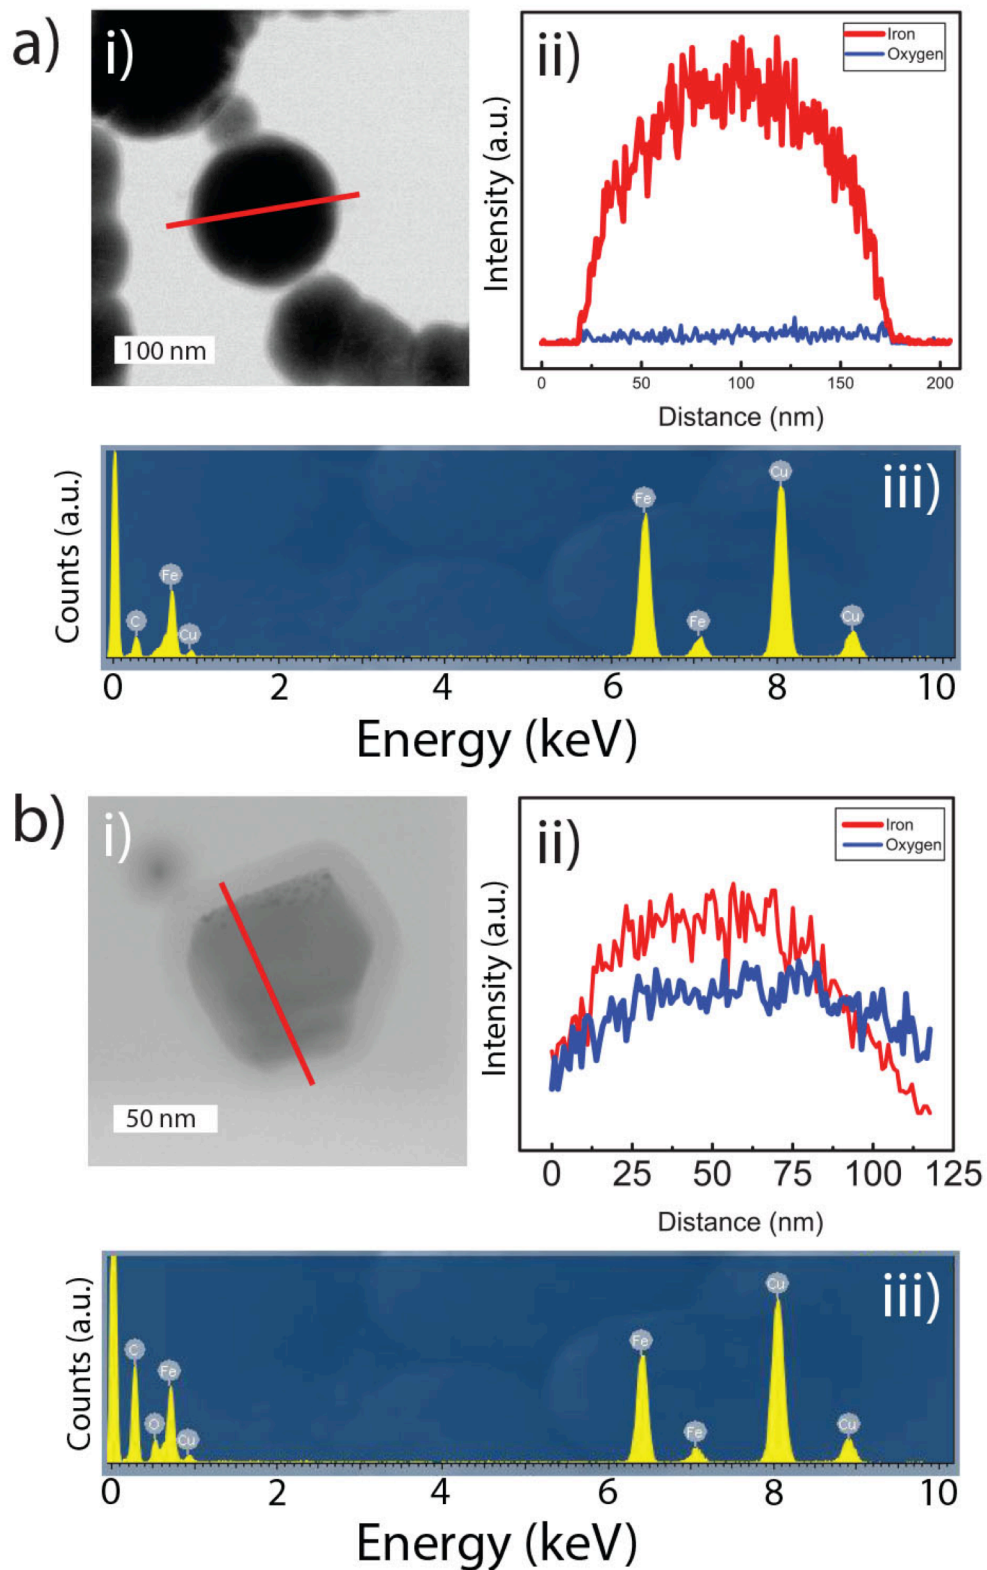 a)
i)
100 nm
ii)
Iron
Oxygen
Intensity (a.u.)
0 50 100 150 200
Distance (nm)
iii)
Counts (a.u.)
C Fe Cu Fe Fe Cu Cu
0 2 4 6 8 10
Energy (keV)
b)
i)
50 nm
ii)
Iron
Oxygen
Intensity (a.u.)
0 25 50 75 100 125
Distance (nm)
iii)
Counts (a.u.)
C O Fe Cu Fe Fe Cu Cu
0 2 4 6 8 10
Energy (keV)